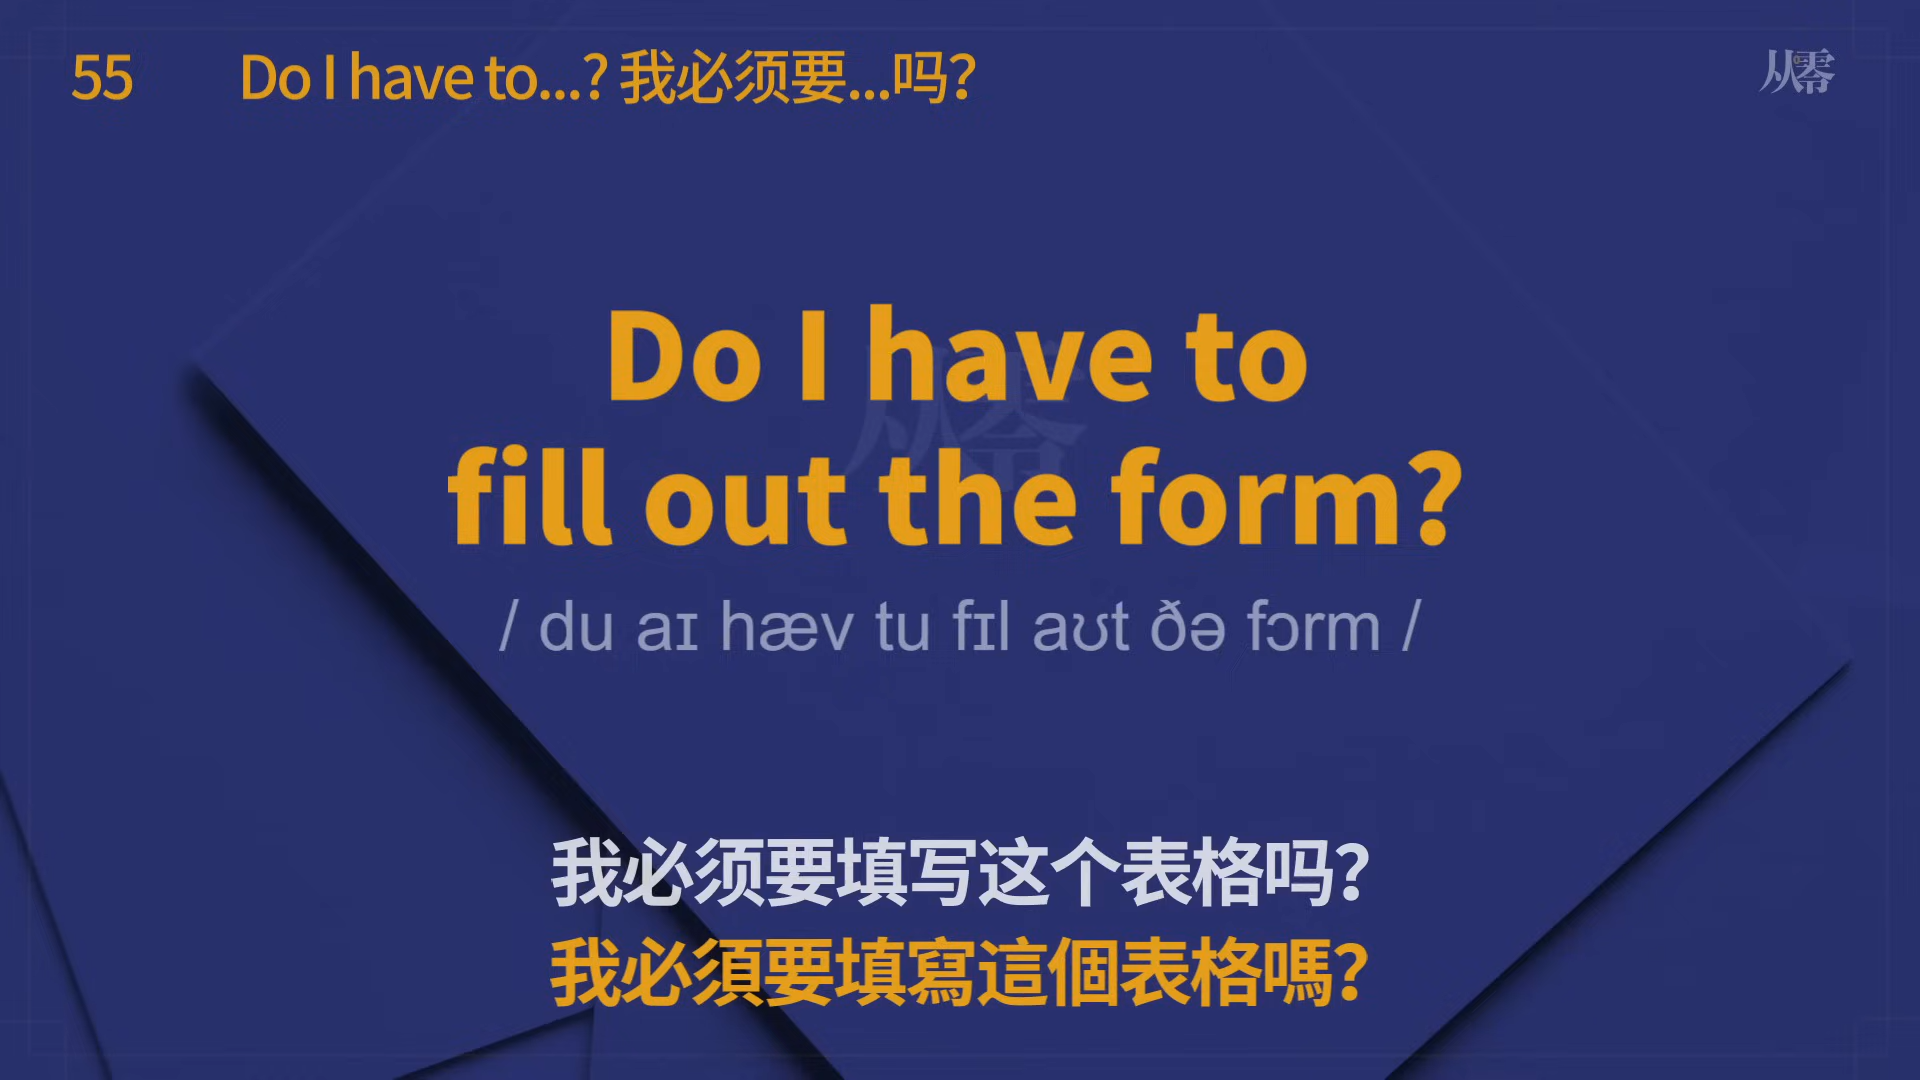 55 Do I have to...? 我必须要...吗？
从零
Do I have to
fill out the form?
/ du aɪ hæv tu fɪl aʊt ðə fɔrm /
我必须要填写这个表格吗？
我必須要填寫這個表格嗎？